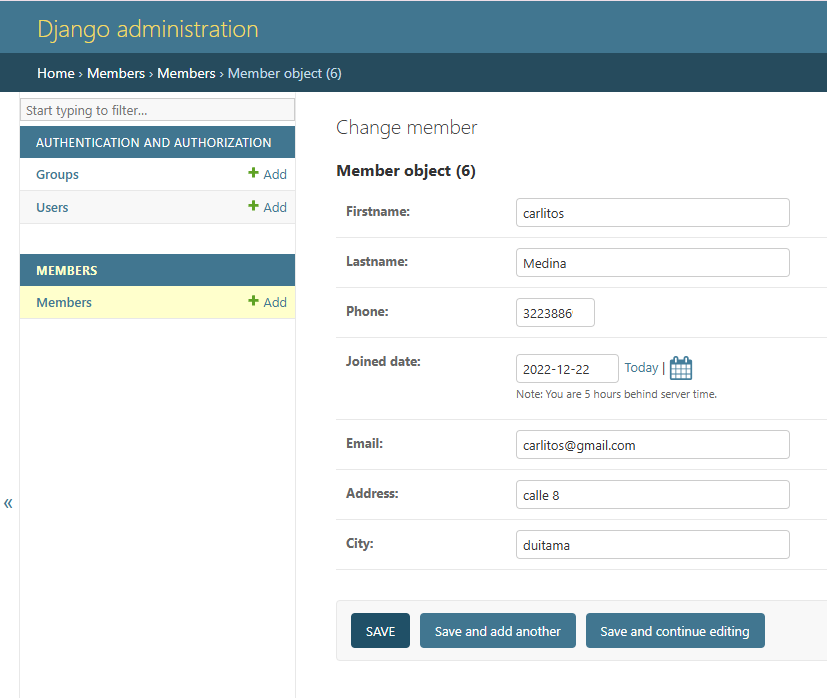 Django administration
Home › Members › Members › Member object (6)
Start typing to filter...
AUTHENTICATION AND AUTHORIZATION
Groups + Add
Users + Add
MEMBERS
Members + Add
«
Change member
Member object (6)
Firstname: carlitos
Lastname: Medina
Phone: 3223886
Joined date: 2022-12-22 Today |
Note: You are 5 hours behind server time.
Email: carlitos@gmail.com
Address: calle 8
City: duitama
SAVE Save and add another Save and continue editing